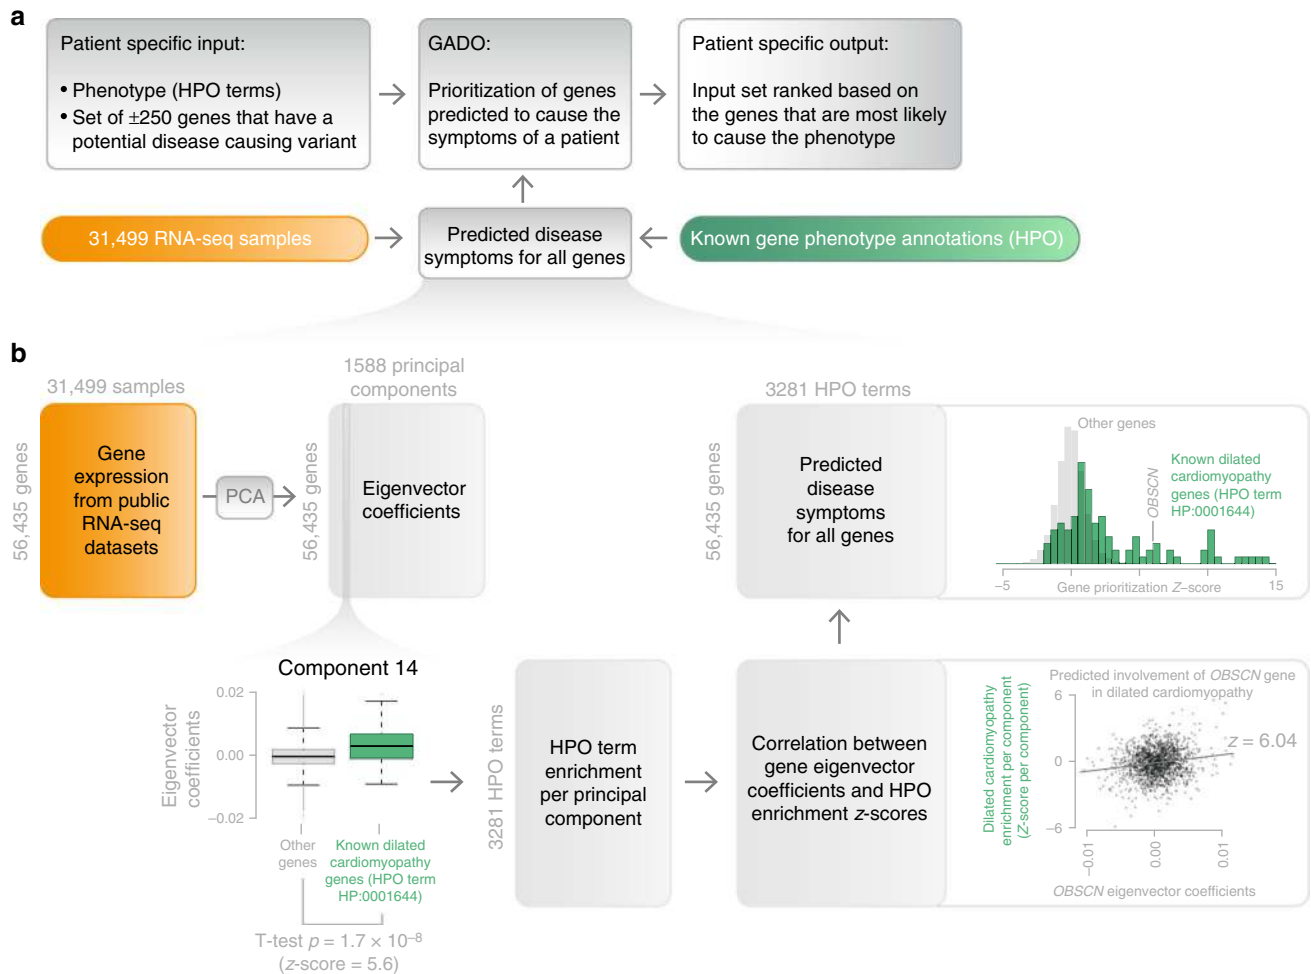 a
Patient specific input:
• Phenotype (HPO terms)
• Set of ±250 genes that have a
potential disease causing variant
GADO:
Prioritization of genes
predicted to cause the
symptoms of a patient
Patient specific output:
Input set ranked based on
the genes that are most likely
to cause the phenotype
31,499 RNA-seq samples
Predicted disease
symptoms for all genes
Known gene phenotype annotations (HPO)
b
31,499 samples
56,435 genes
Gene
expression
from public
RNA-seq
datasets
PCA
1588 principal
components
56,435 genes
Eigenvector
coefficients
3281 HPO terms
56,435 genes
Predicted
disease
symptoms
for all genes
Other genes
OBSCN
Known dilated
cardiomyopathy
genes (HPO term
HP:0001644)
−5
15
Gene prioritization Z−score
Component 14
Eigenvector
coefficients
0.02
0.00
−0.02
Other
genes
Known dilated
cardiomyopathy
genes (HPO term
HP:0001644)
T-test p = 1.7 × 10⁻⁸
(z-score = 5.6)
3281 HPO terms
HPO term
enrichment
per principal
component
Correlation between
gene eigenvector
coefficients and HPO
enrichment z-scores
Predicted involvement of OBSCN gene
in dilated cardiomyopathy
Dilated cardiomyopathy
enrichment per component
(Z-score per component)
6
0
−6
z = 6.04
−0.01
0.00
0.01
OBSCN eigenvector coefficients